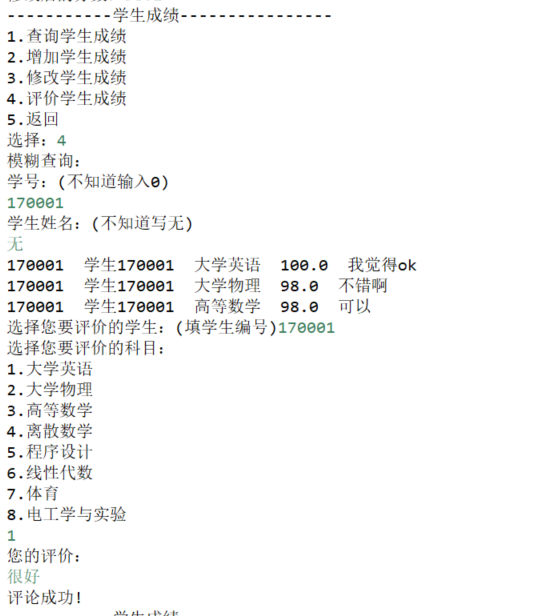 -----------学生成绩----------------
1.查询学生成绩
2.增加学生成绩
3.修改学生成绩
4.评价学生成绩
5.返回
选择：4
模糊查询：
学号：(不知道输入0)
170001
学生姓名：(不知道写无)
无
170001  学生170001  大学英语  100.0  我觉得ok
170001  学生170001  大学物理  98.0  不错啊
170001  学生170001  高等数学  98.0  可以
选择您要评价的学生：(填学生编号)170001
选择您要评价的科目：
1.大学英语
2.大学物理
3.高等数学
4.离散数学
5.程序设计
6.线性代数
7.体育
8.电工学与实验
1
您的评价：
很好
评论成功!